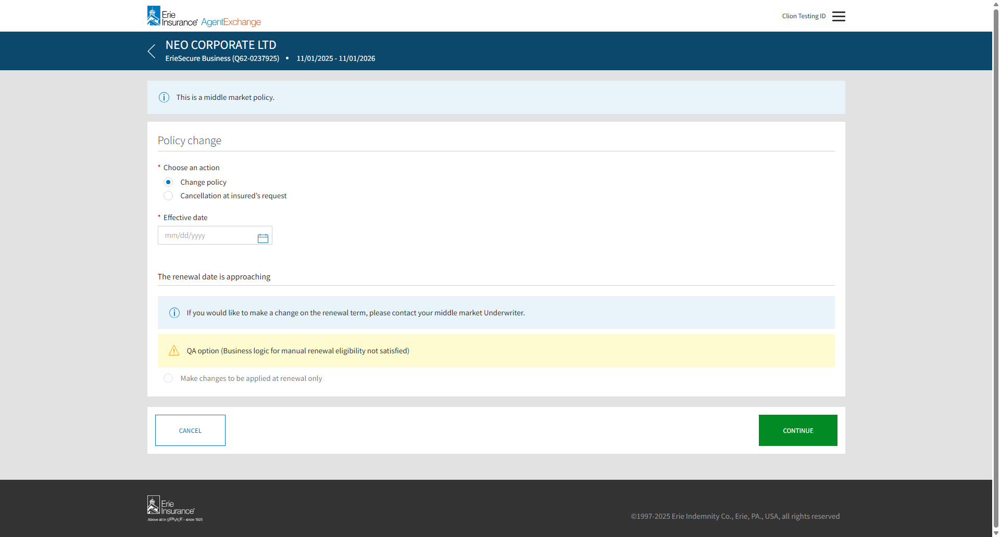 Erie
Insurance® AgentExchange
Clion Testing ID
NEO CORPORATE LTD
ErieSecure Business (Q62-0237925) • 11/01/2025 - 11/01/2026
This is a middle market policy.
Policy change
* Choose an action
Change policy
Cancellation at insured’s request
* Effective date
mm/dd/yyyy
The renewal date is approaching
If you would like to make a change on the renewal term, please contact your middle market Underwriter.
QA option (Business logic for manual renewal eligibility not satisfied)
Make changes to be applied at renewal only
CANCEL
CONTINUE
Erie
Insurance®
Above all in SERVICE® – since 1925
©1997-2025 Erie Indemnity Co., Erie, PA., USA, all rights reserved